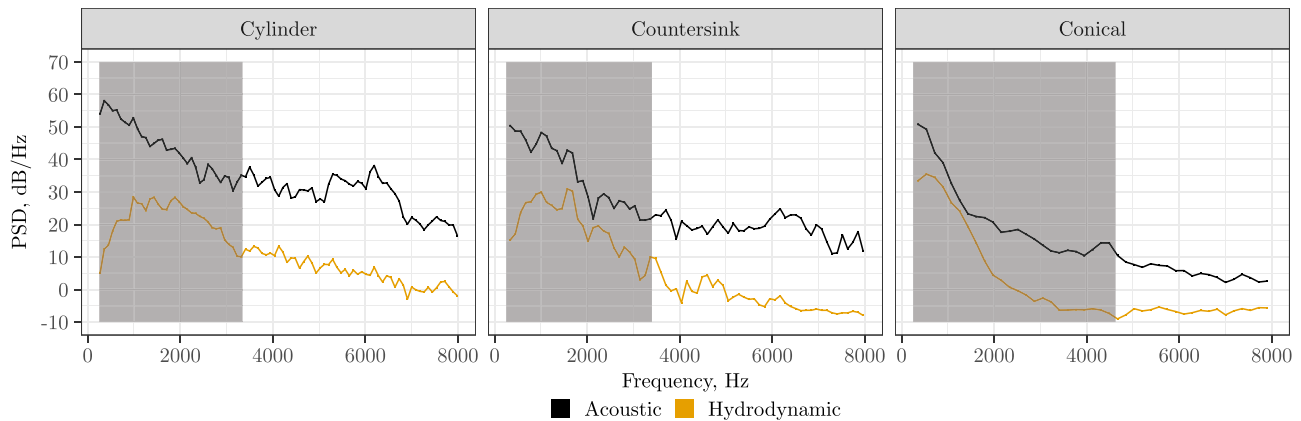 Cylinder Countersink Conical
PSD, dB/Hz
70
60
50
40
30
20
10
0
-10
0 2000 4000 6000 8000 0 2000 4000 6000 8000 0 2000 4000 6000 8000
Frequency, Hz
Acoustic Hydrodynamic